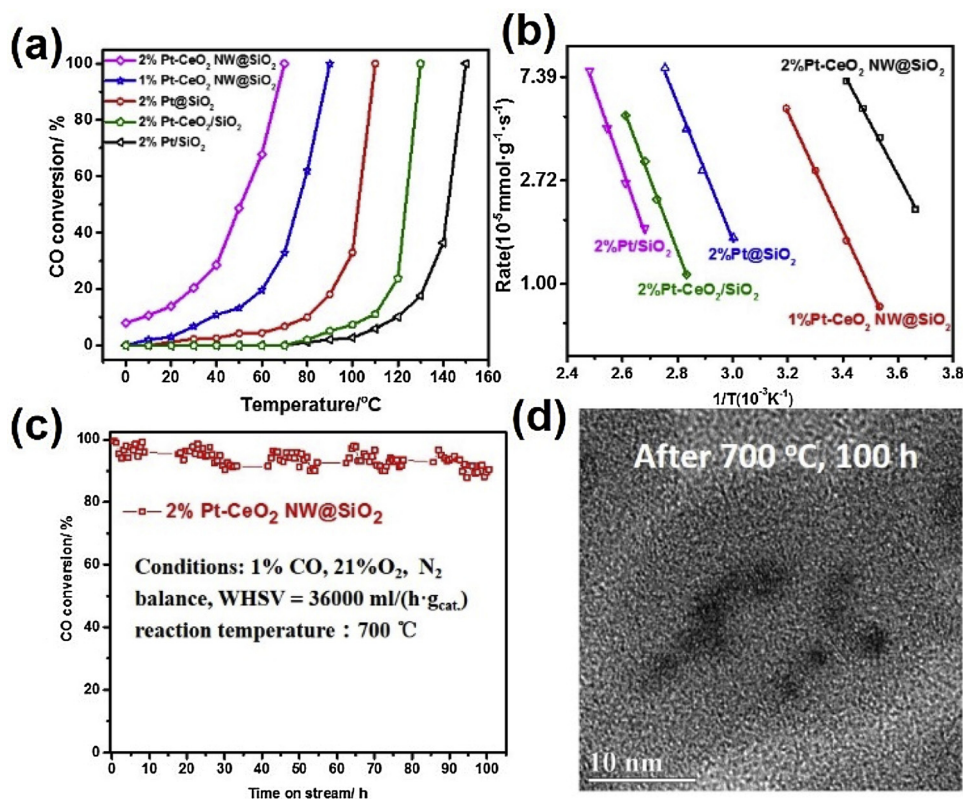 (a)
2% Pt-CeO₂ NW@SiO₂
1% Pt-CeO₂ NW@SiO₂
2% Pt@SiO₂
2% Pt-CeO₂/SiO₂
2% Pt/SiO₂
CO conversion/ %
100
80
60
40
20
0
0 20 40 60 80 100 120 140 160
Temperature/°C
(b)
2%Pt-CeO₂ NW@SiO₂
2%Pt/SiO₂
2%Pt@SiO₂
2%Pt-CeO₂/SiO₂
1%Pt-CeO₂ NW@SiO₂
Rate(10⁻⁵mmol·g⁻¹·s⁻¹)
7.39
2.72
1.00
2.4 2.6 2.8 3.0 3.2 3.4 3.6 3.8
1/T(10⁻³K⁻¹)
(c)
2% Pt-CeO₂ NW@SiO₂
Conditions: 1% CO, 21%O₂, N₂
balance, WHSV = 36000 ml/(h·gcat.)
reaction temperature : 700 ℃
CO conversion/ %
100
80
60
40
20
0
0 10 20 30 40 50 60 70 80 90 100
Time on stream/ h
(d)
After 700 °C, 100 h
10 nm